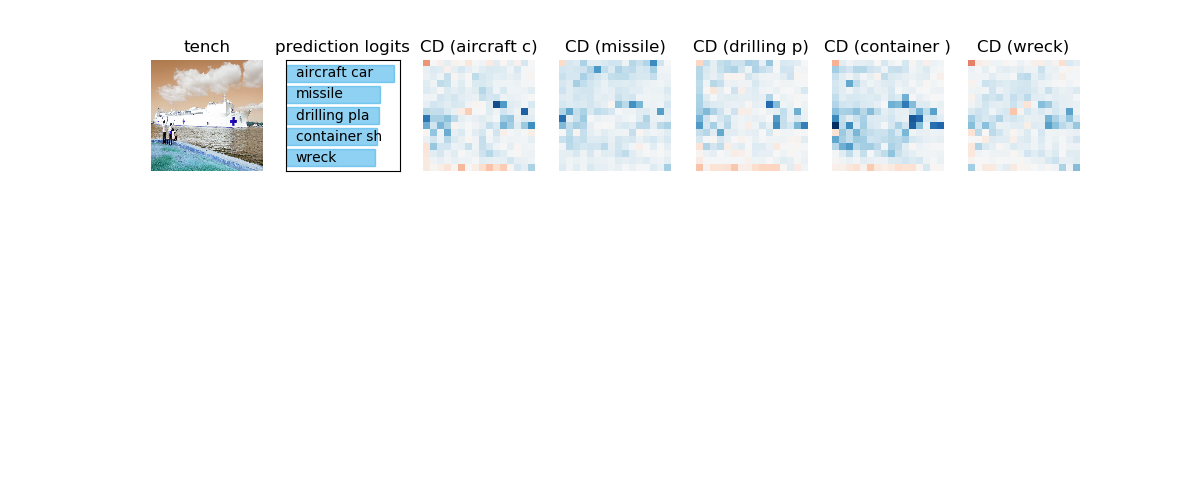 tench
prediction logits
CD (aircraft c)
CD (missile)
CD (drilling p)
CD (container )
CD (wreck)
aircraft car
missile
drilling pla
container sh
wreck